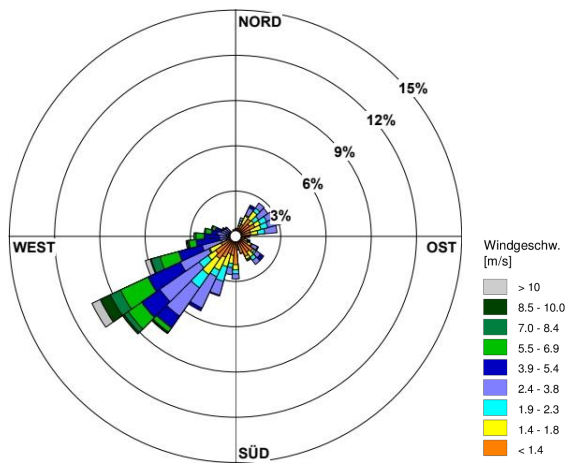 NORD
15%
12%
9%
6%
3%
WEST
OST
SÜD
Windgeschw.
[m/s]
> 10
8.5 - 10.0
7.0 - 8.4
5.5 - 6.9
3.9 - 5.4
2.4 - 3.8
1.9 - 2.3
1.4 - 1.8
< 1.4